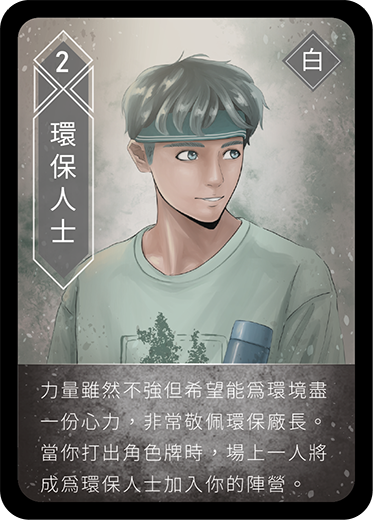 2
白
環保人士
力量雖然不強但希望能爲環境盡
一份心力，非常敬佩環保廠長。
當你打出角色牌時，場上一人將
成爲環保人士加入你的陣營。